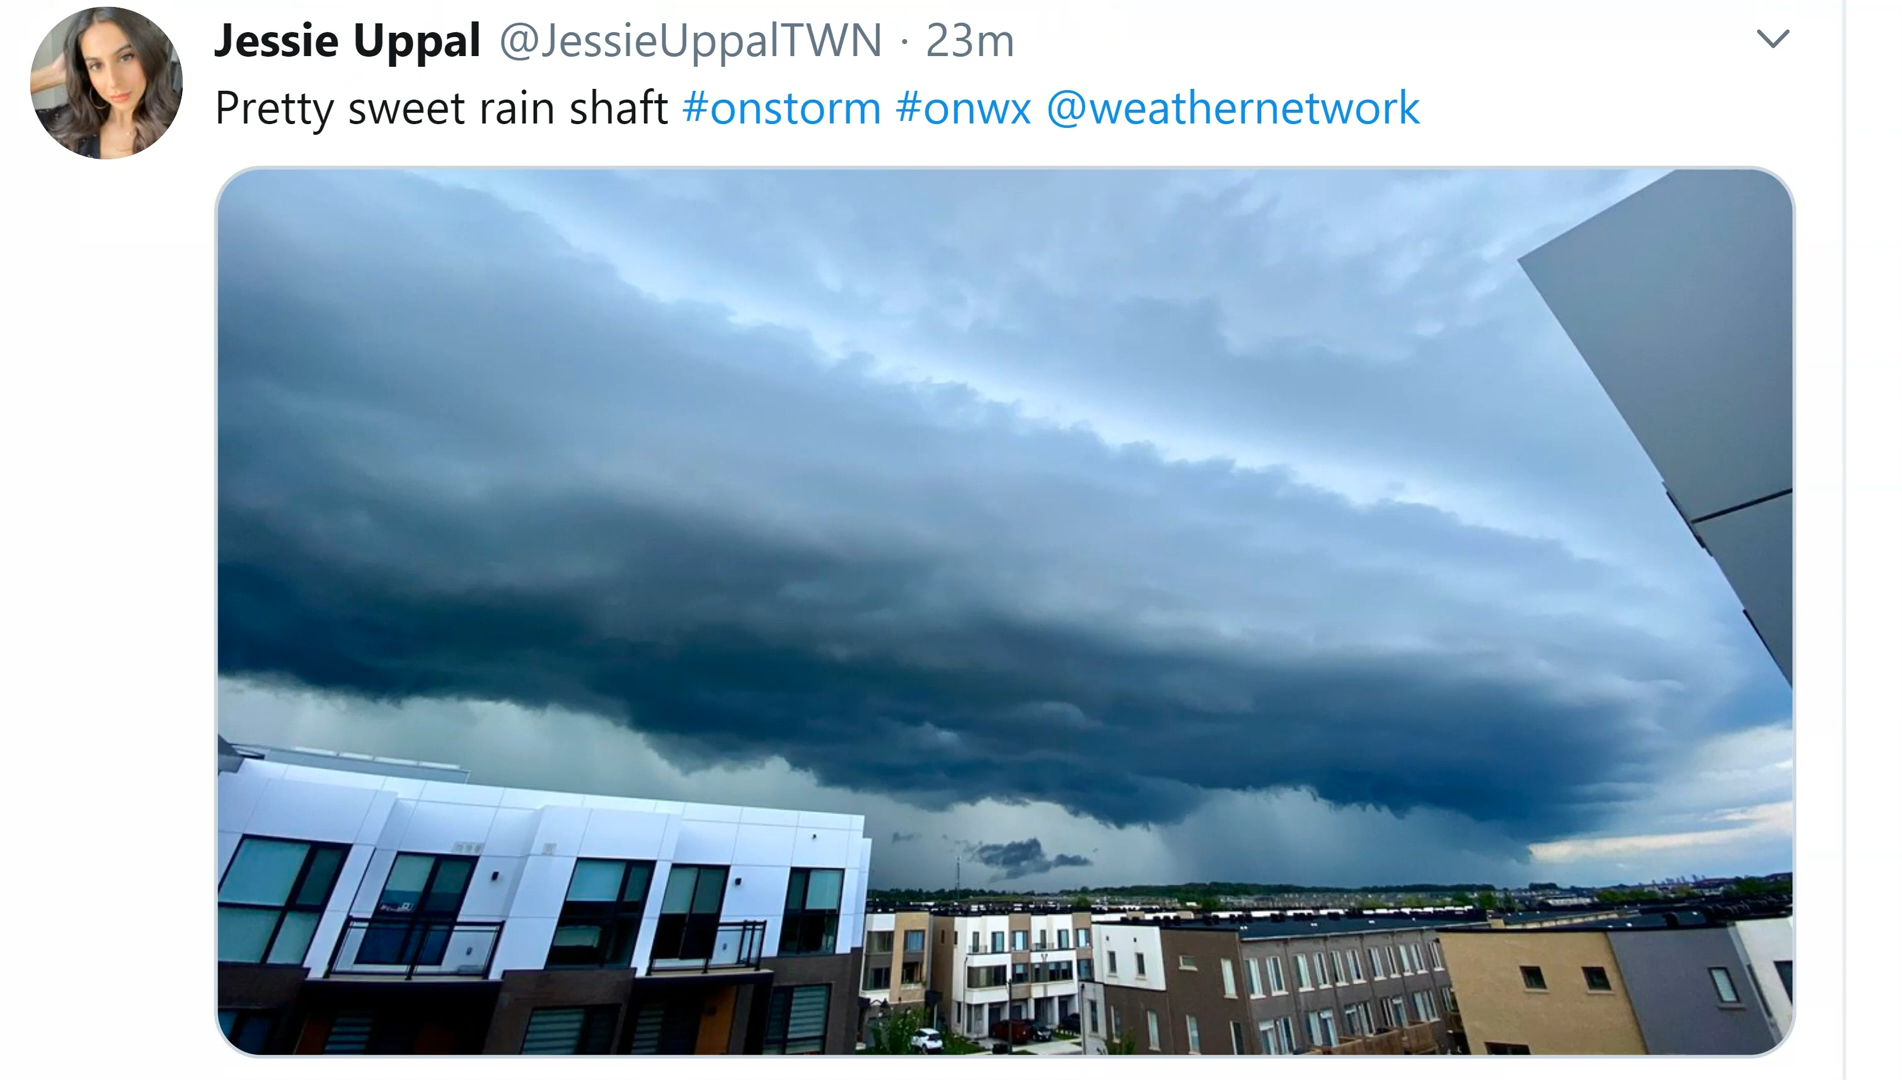 Jessie Uppal @JessieUppalTWN · 23m
Pretty sweet rain shaft #onstorm #onwx @weathernetwork